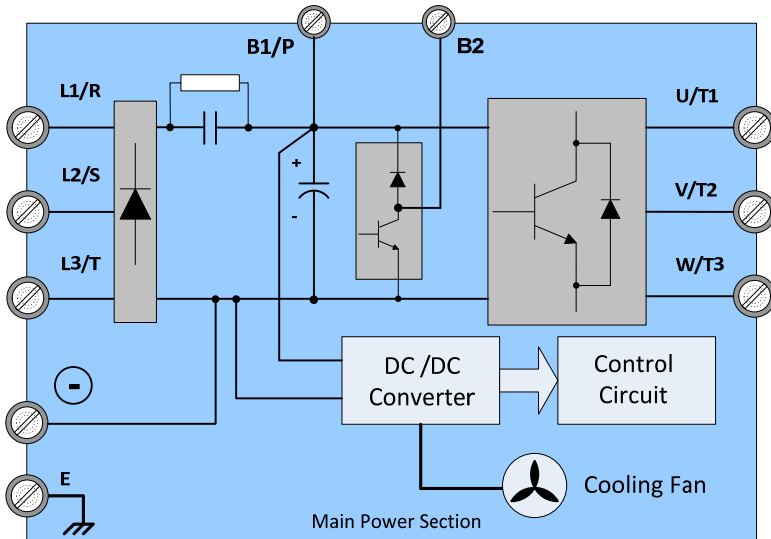 B1/P
B2
L1/R
U/T1
L2/S
+
V/T2
-
L3/T
W/T3
DC /DC
Converter
Control
Circuit
-
E
Cooling Fan
Main Power Section